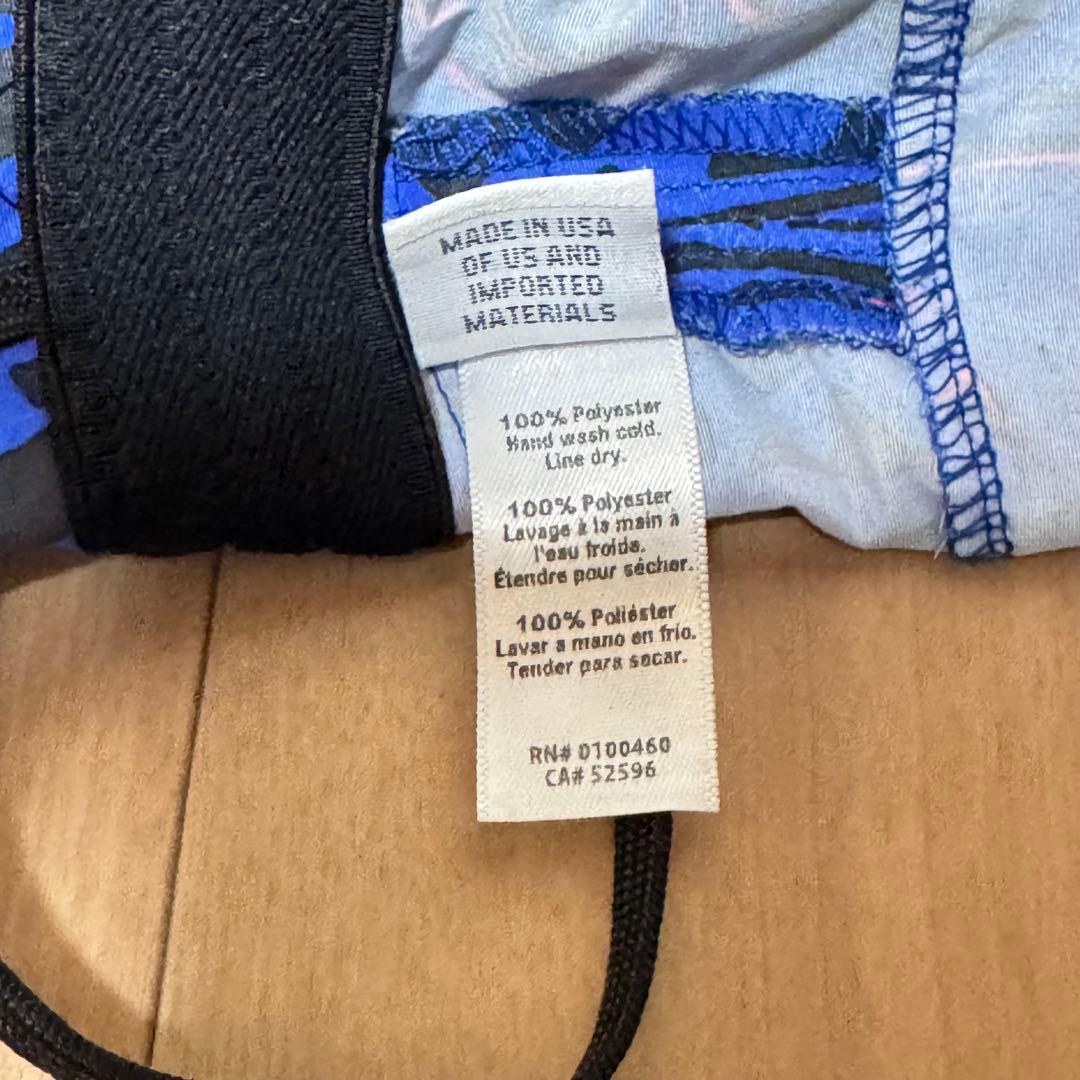 MADE IN USA
OF US AND
IMPORTED
MATERIALS
100% Polyester
Hand wash cold.
Line dry.
100% Polyester
Lavage à la main à
l'eau froide.
Étendre pour sécher.
100% Poliéster
Lavar a mano en frío.
Tender para secar.
RN# 0100460
CA# 52596